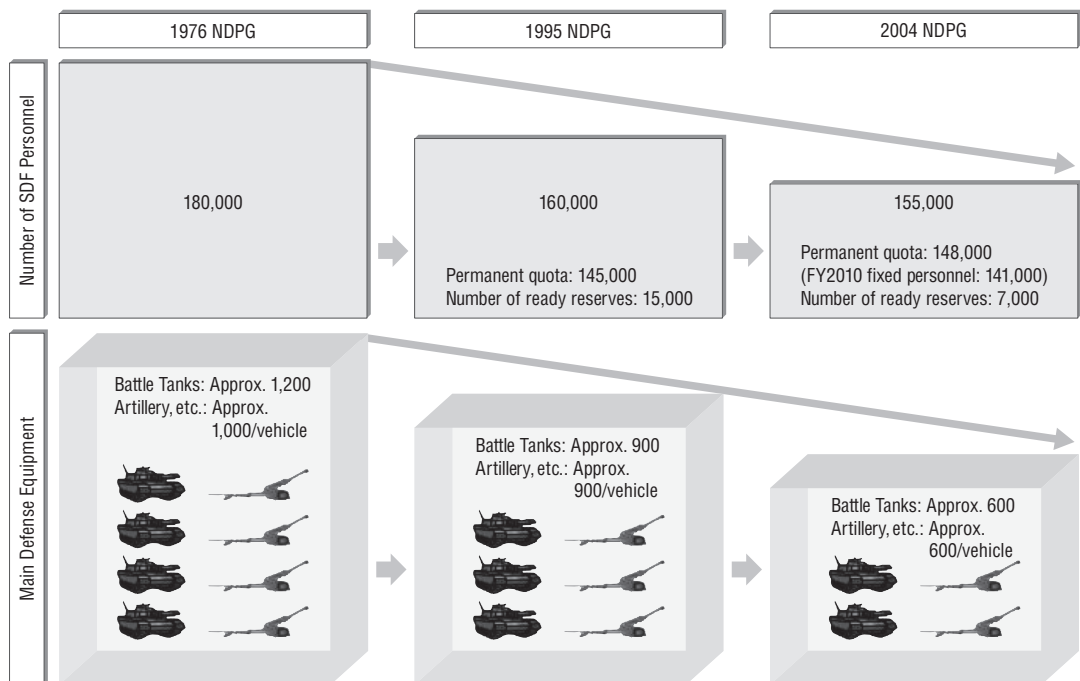 1976 NDPG
1995 NDPG
2004 NDPG
Number of SDF Personnel
180,000
160,000
Permanent quota: 145,000
Number of ready reserves: 15,000
155,000
Permanent quota: 148,000
(FY2010 fixed personnel: 141,000)
Number of ready reserves: 7,000
Main Defense Equipment
Battle Tanks: Approx. 1,200
Artillery, etc.: Approx.
1,000/vehicle
Battle Tanks: Approx. 900
Artillery, etc.: Approx.
900/vehicle
Battle Tanks: Approx. 600
Artillery, etc.: Approx.
600/vehicle